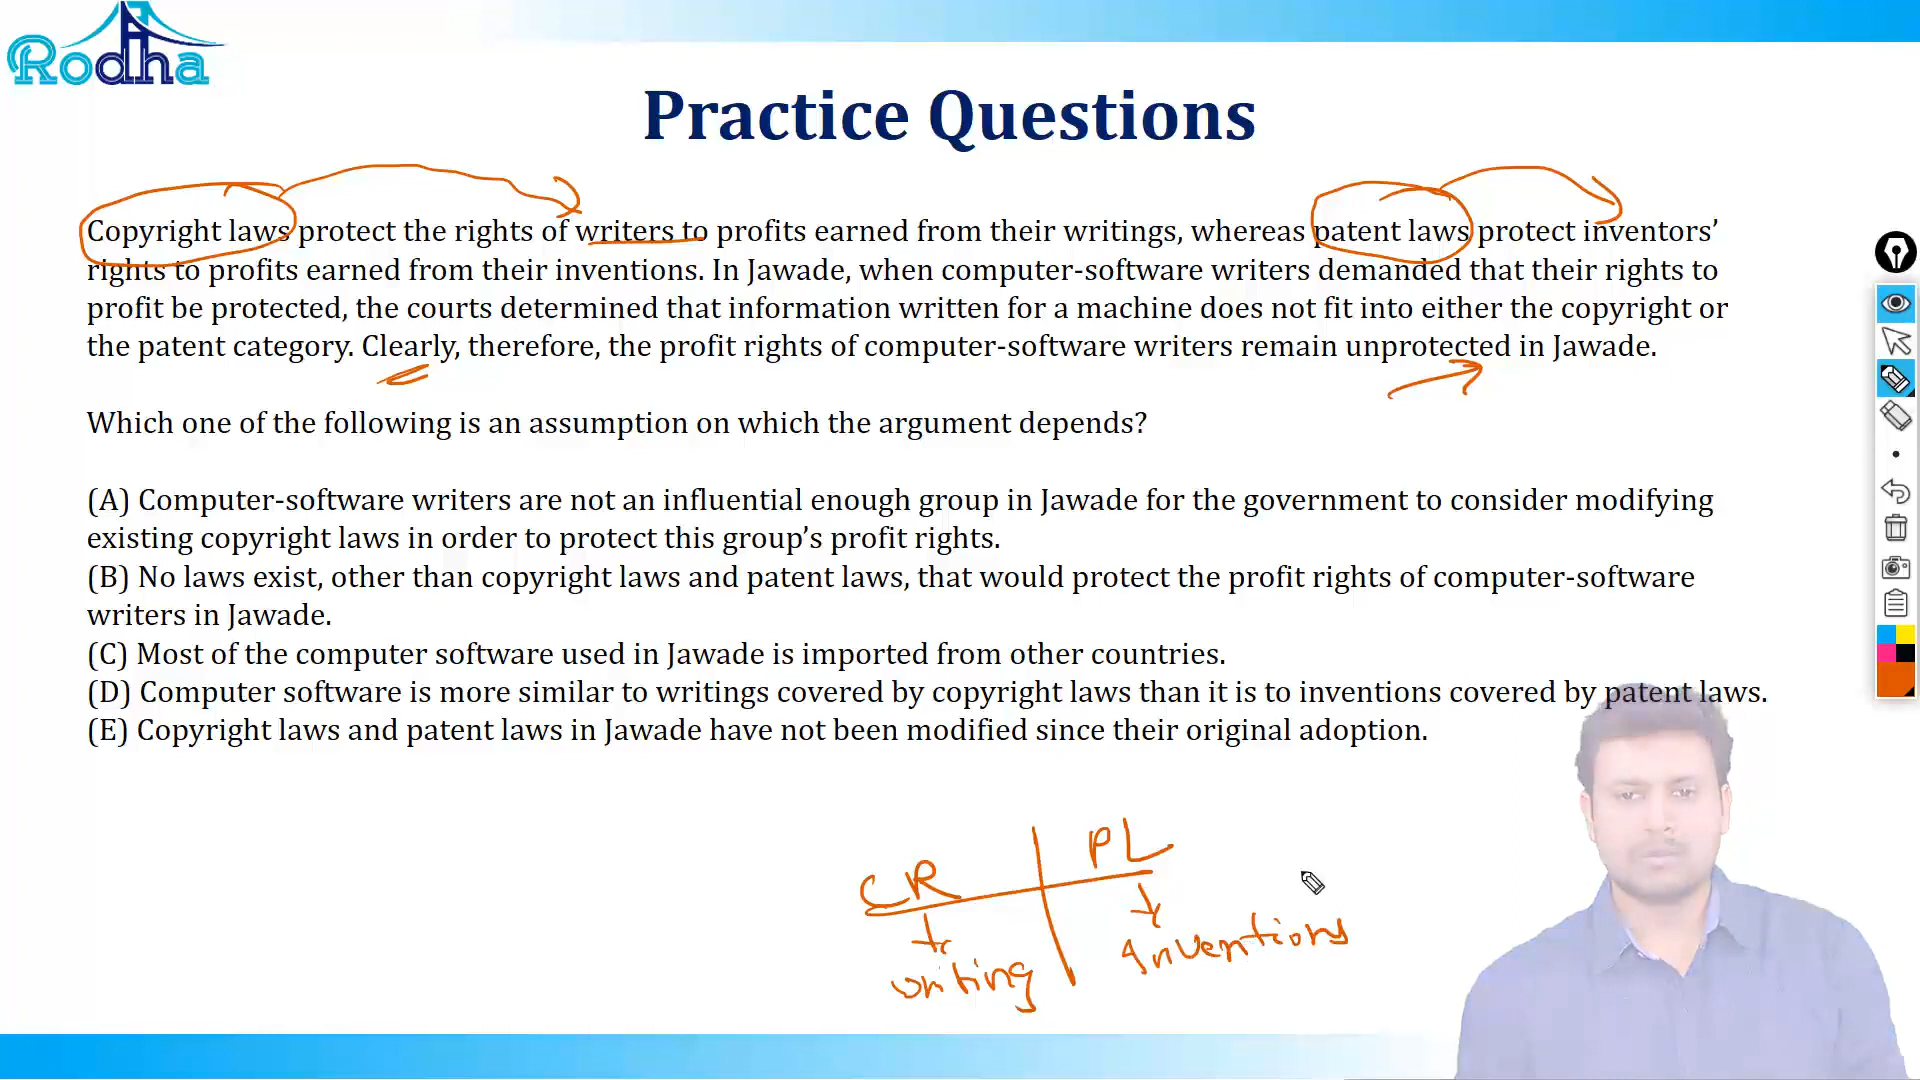 Rodha
Practice Questions
Copyright laws protect the rights of writers to profits earned from their writings, whereas patent laws protect inventors’
rights to profits earned from their inventions. In Jawade, when computer-software writers demanded that their rights to
profit be protected, the courts determined that information written for a machine does not fit into either the copyright or
the patent category. Clearly, therefore, the profit rights of computer-software writers remain unprotected in Jawade.
Which one of the following is an assumption on which the argument depends?
(A) Computer-software writers are not an influential enough group in Jawade for the government to consider modifying
existing copyright laws in order to protect this group’s profit rights.
(B) No laws exist, other than copyright laws and patent laws, that would protect the profit rights of computer-software
writers in Jawade.
(C) Most of the computer software used in Jawade is imported from other countries.
(D) Computer software is more similar to writings covered by copyright laws than it is to inventions covered by patent laws.
(E) Copyright laws and patent laws in Jawade have not been modified since their original adoption.
CR PL
writing Inventions